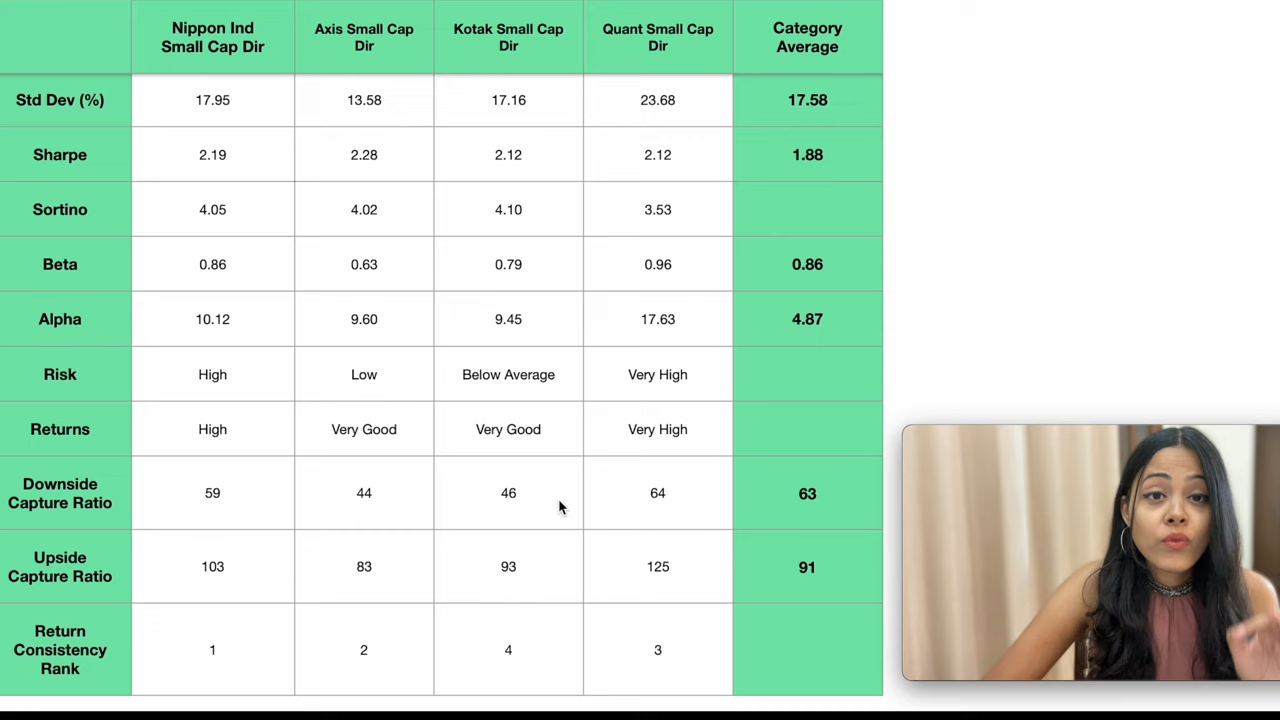 Nippon Ind
Small Cap Dir
Axis Small Cap
Dir
Kotak Small Cap
Dir
Quant Small Cap
Dir
Category
Average
Std Dev (%)
17.95
13.58
17.16
23.68
17.58
Sharpe
2.19
2.28
2.12
2.12
1.88
Sortino
4.05
4.02
4.10
3.53
Beta
0.86
0.63
0.79
0.96
0.86
Alpha
10.12
9.60
9.45
17.63
4.87
Risk
High
Low
Below Average
Very High
Returns
High
Very Good
Very Good
Very High
Downside
Capture Ratio
59
44
46
64
63
Upside
Capture Ratio
103
83
93
125
91
Return
Consistency
Rank
1
2
4
3